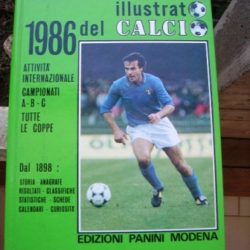 illustrato
1986 del CALCIO
ATTIVITÀ
INTERNAZIONALE
CAMPIONATI
A-B-C
TUTTE
LE COPPE
Dal 1898 :
STORIA ANAGRAFE
RISULTATI - CLASSIFICHE
STATISTICHE - SCHEDE
CALENDARI - CURIOSITÀ
EDIZIONI PANINI MODENA